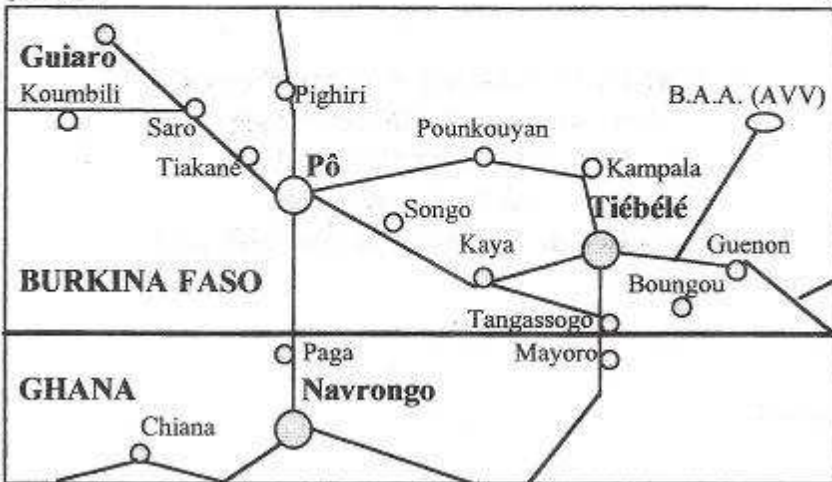 Guiaro
Koumbili
Pighiri
B.A.A. (AVV)
Saro
Pounkouyan
Tiakané
Pô
Kampala
Songo
Tiébélé
Kaya
Guenon
BURKINA FASO
Boungou
Tangassogo
Paga
Mayoro
GHANA
Navrongo
Chiana